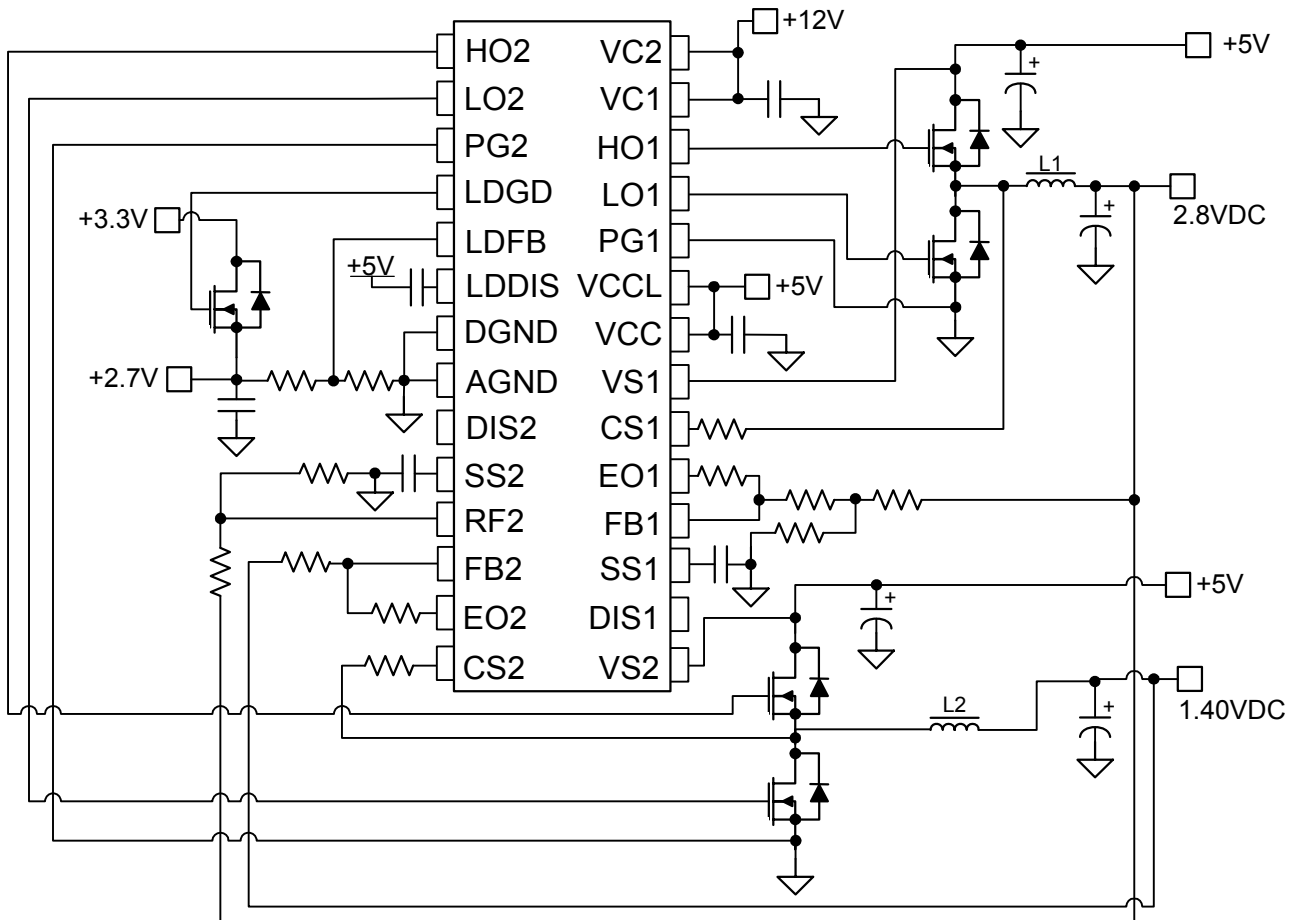 +12V
+5V
HO2
VC2
LO2
VC1
+
PG2
HO1
LDGD
LO1
L1
+3.3V
+
2.8VDC
LDFB
PG1
+5V
LDDIS
VCCL
+5V
DGND
VCC
+2.7V
AGND
VS1
DIS2
CS1
SS2
EO1
RF2
FB1
FB2
SS1
+5V
+
EO2
DIS1
CS2
VS2
L2
+
1.40VDC